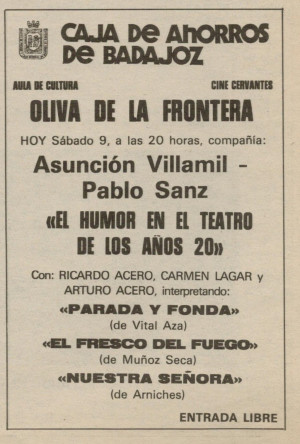 CAJA DE AHORROS
DE BADAJOZ
AULA DE CULTURA CINE CERVANTES
OLIVA DE LA FRONTERA
HOY Sábado 9, a las 20 horas, compañía:
Asunción Villamil -
Pablo Sanz
«EL HUMOR EN EL TEATRO
DE LOS AÑOS 20»
Con: RICARDO ACERO, CARMEN LAGAR y
ARTURO ACERO, interpretando:
«PARADA Y FONDA»
(de Vital Aza)
«EL FRESCO DEL FUEGO»
(de Muñoz Seca)
«NUESTRA SEÑORA»
(de Arniches)
ENTRADA LIBRE